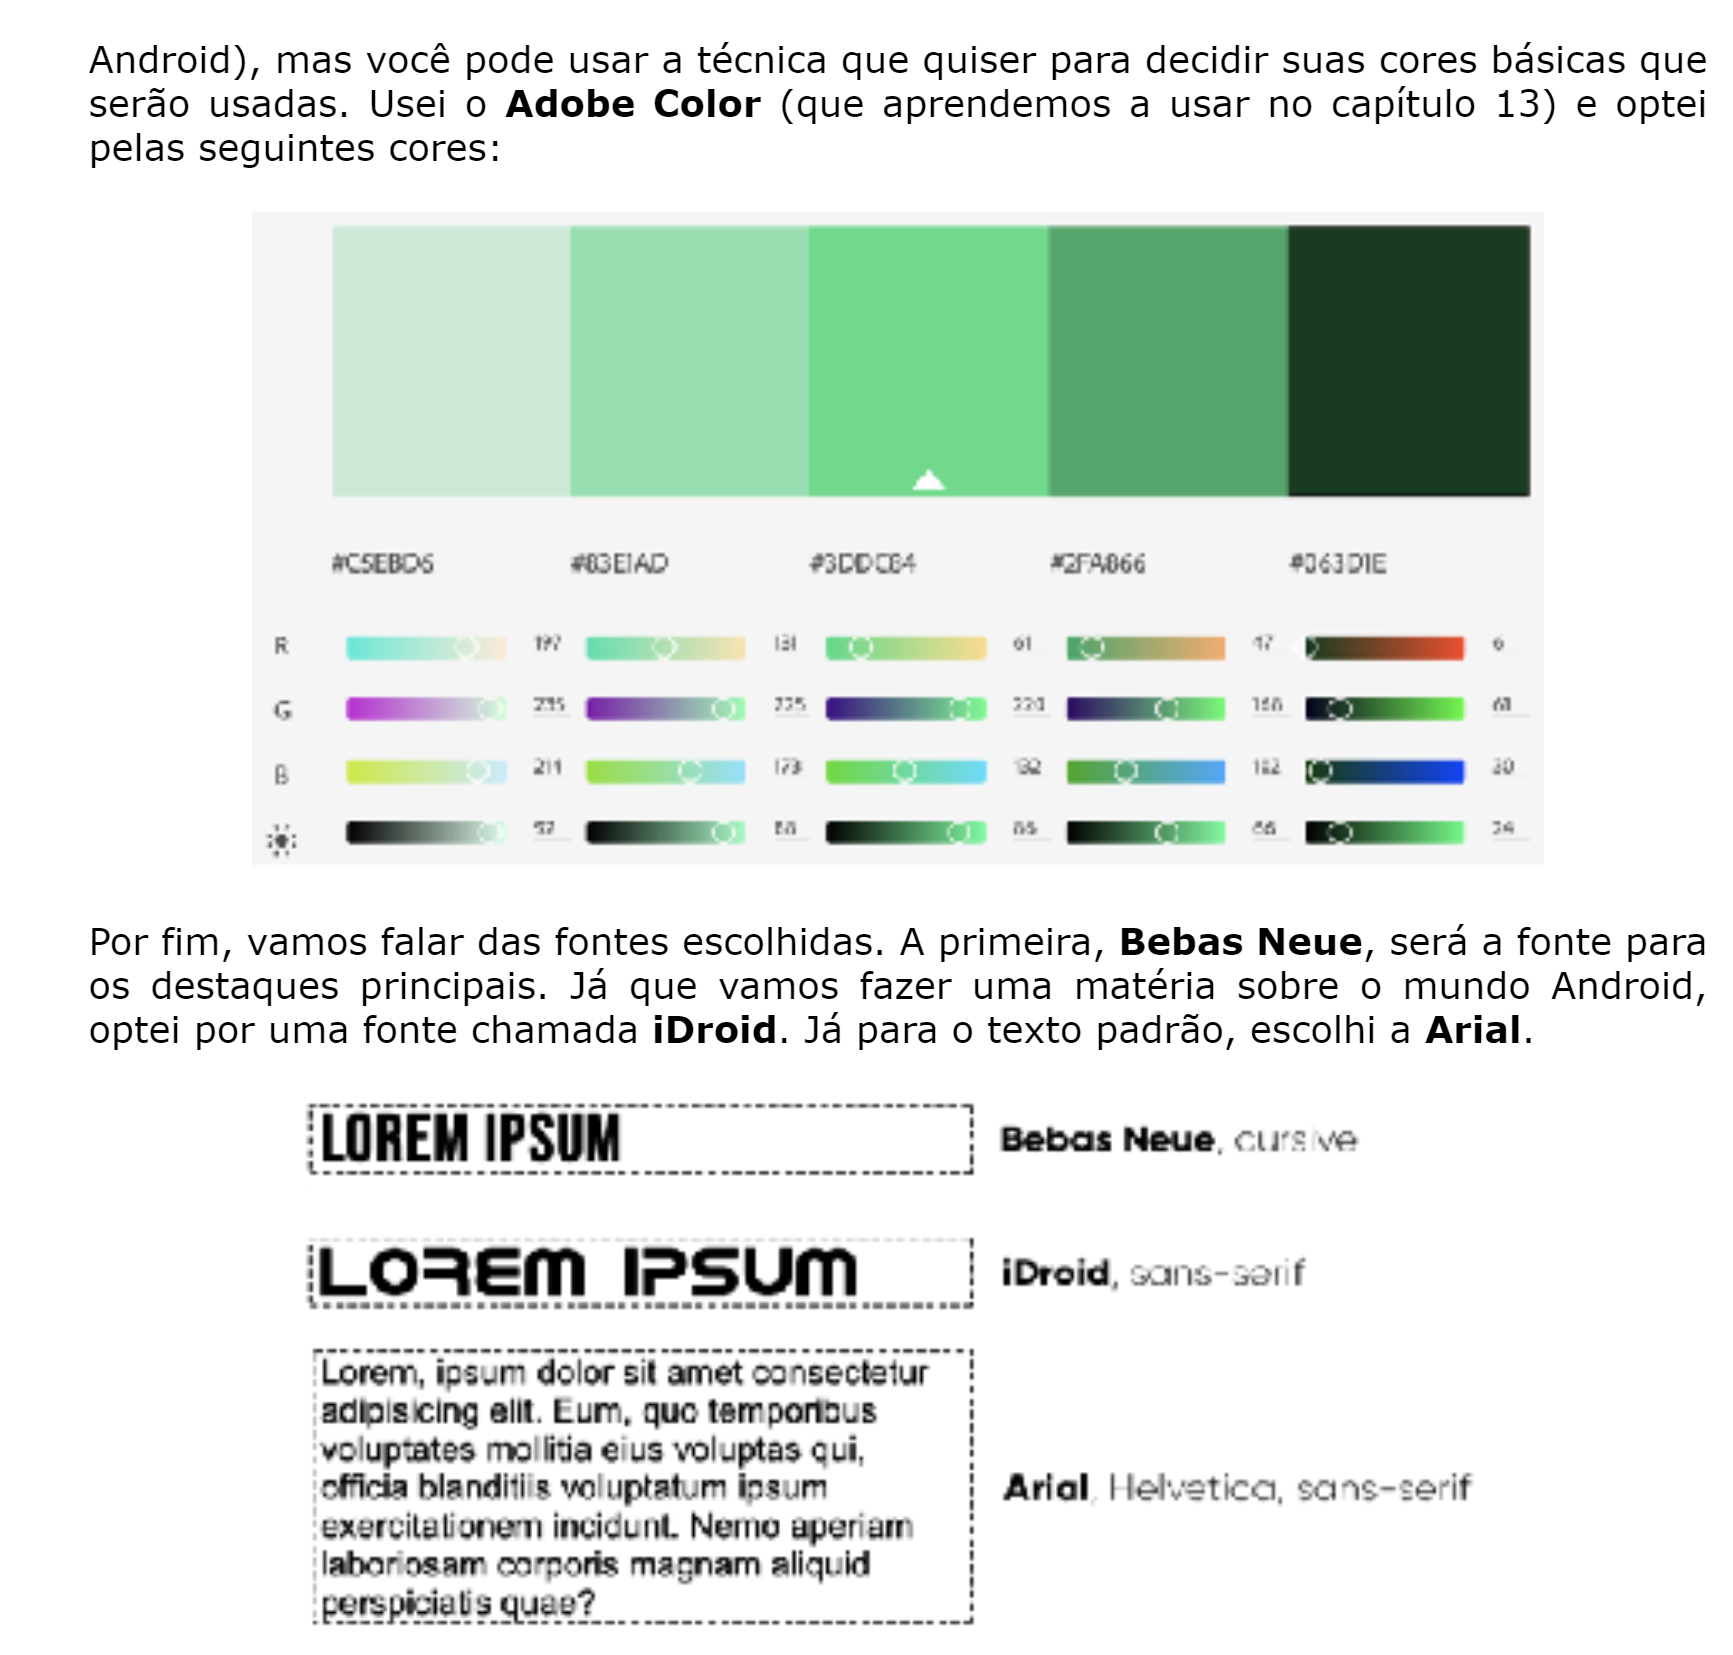 Android), mas você pode usar a técnica que quiser para decidir suas cores básicas que
serão usadas. Usei o Adobe Color (que aprendemos a usar no capítulo 13) e optei
pelas seguintes cores:
#C5EBD6 #83E1AD #3DDC84 #2FA866 #063D1E
R 197 131 61 47 6
G 235 225 220 168 61
B 214 173 132 102 30
92 88 86 66 24
Por fim, vamos falar das fontes escolhidas. A primeira, Bebas Neue, será a fonte para
os destaques principais. Já que vamos fazer uma matéria sobre o mundo Android,
optei por uma fonte chamada iDroid. Já para o texto padrão, escolhi a Arial.
LOREM IPSUM Bebas Neue, cursive
LOREM IPSUM iDroid, sans-serif
Lorem, ipsum dolor sit amet consectetur
adipisicing elit. Eum, quo temporibus
voluptates mollitia eius voluptas qui,
officia blanditiis voluptatum ipsum
Arial, Helvetica, sans-serif
exercitationem incidunt. Nemo aperiam
laboriosam corporis magnam aliquid
perspiciatis quae?